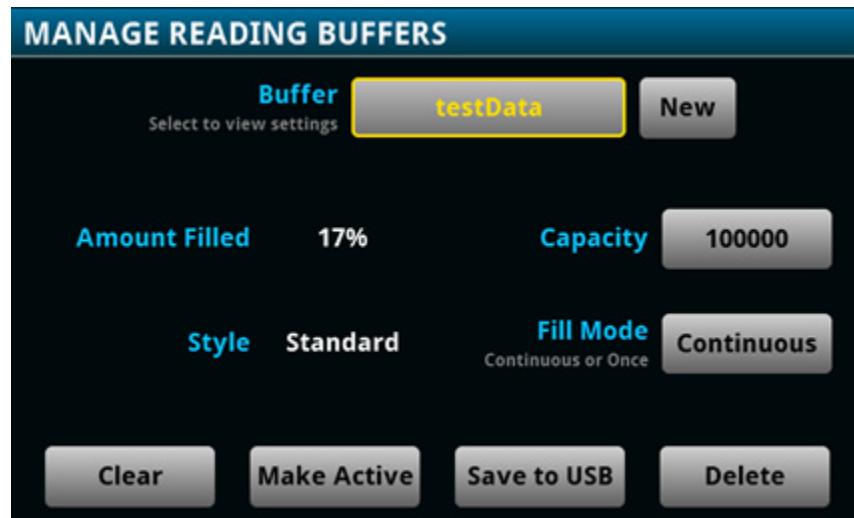 MANAGE READING BUFFERS
Buffer
Select to view settings
testData
New
Amount Filled
17%
Capacity
100000
Style
Standard
Fill Mode
Continuous or Once
Continuous
Clear
Make Active
Save to USB
Delete